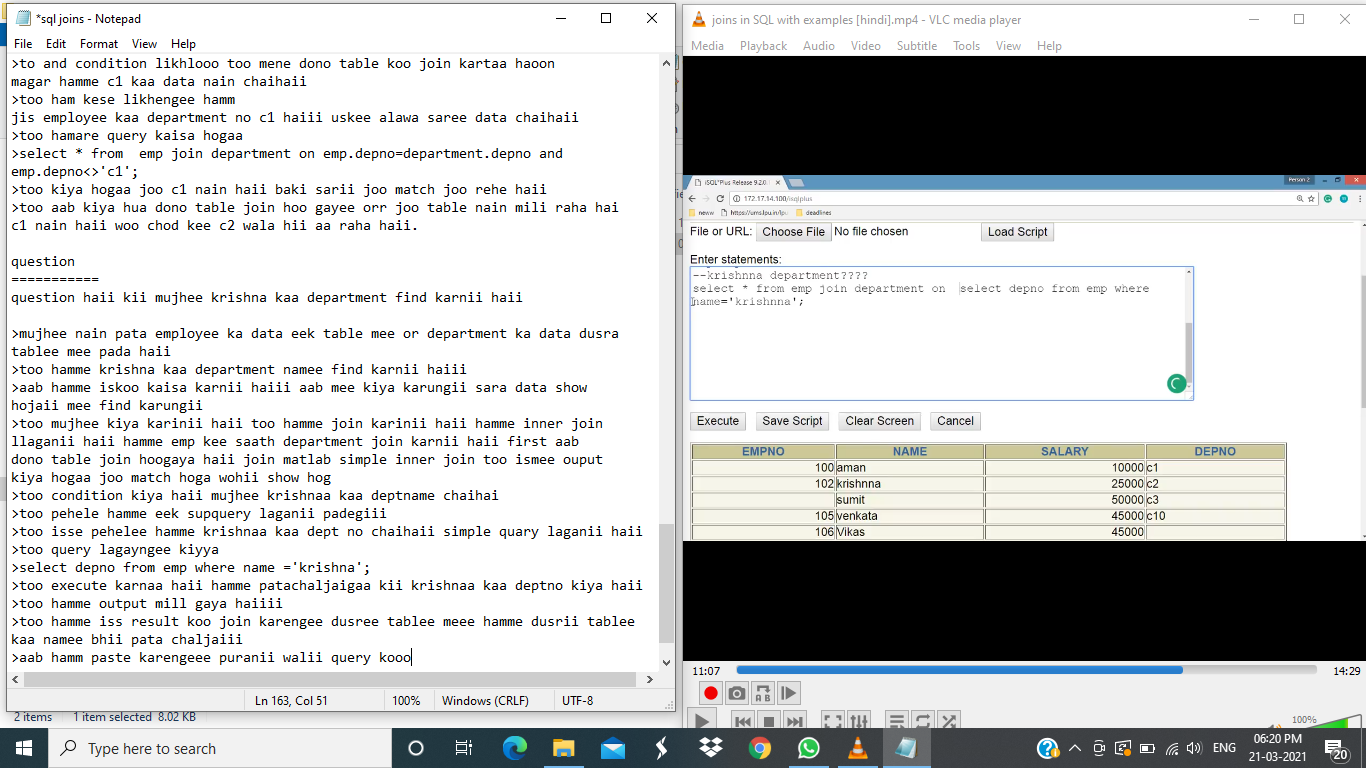 *sql joins - Notepad
File Edit Format View Help
>to and condition likhlooo too mene dono table koo join kartaa haoon
magar hamme c1 kaa data nain chaihaii
>too ham kese likhengee hamm
jis employee kaa department no c1 haiii uskee alawa saree data chaihaii
>too hamare query kaisa hogaa
>select * from  emp join department on emp.depno=department.depno and
emp.depno<>'c1';
>too kiya hogaa joo c1 nain haii baki sarii joo match joo rehe haii
>too aab kiya hua dono table join hoo gayee orr joo table nain mili raha hai
c1 nain haii woo chod kee c2 wala hii aa raha haii.
question
===========
question haii kii mujhee krishna kaa department find karnii haii
>mujhee nain pata employee ka data eek table mee or department ka data dusra
tablee mee pada haii
>too hamme krishna kaa department namee find karnii haiii
>aab hamme iskoo kaisa karnii haiii aab mee kiya karungii sara data show
hojaii mee find karungii
>too mujhee kiya karinii haii too hamme join karinii haii hamme inner join
llaganii haii hamme emp kee saath department join karnii haii first aab
dono table join hoogaya haii join matlab simple inner join too ismee ouput
kiya hogaa joo match hoga wohii show hog
>too condition kiya haii mujhee krishnaa kaa deptname chaihai
>too pehele hamme eek supquery laganii padegiii
>too isse pehelee hamme krishnaa kaa dept no chaihaii simple quary laganii haii
>too query lagayngee kiyya
>select depno from emp where name ='krishna';
>too execute karnaa haii hamme patachaljaigaa kii krishnaa kaa deptno kiya haii
>too hamme output mill gaya haiiii
>too hamme iss result koo join karengee dusree tablee meee hamme dusrii tablee
kaa namee bhii pata chaljaiii
>aab hamm paste karengeee puranii walii query kooo
Ln 163, Col 51 100% Windows (CRLF) UTF-8
2 items 1 item selected 8.02 KB
joins in SQL with examples [hindi].mp4 - VLC media player
Media Playback Audio Video Subtitle Tools View Help
iSQL*Plus Release 9.2.0. Person 2
172.17.14.100/isqlplus
neww https://ums.lpu.in/lp deadlines
File or URL: Choose File No file chosen Load Script
Enter statements:
--krishnna department????
select * from emp join department on  select depno from emp where
name='krishnna';
Execute Save Script Clear Screen Cancel
EMPNO NAME SALARY DEPNO
100 aman 10000 c1
102 krishnna 25000 c2
sumit 50000 c3
105 venkata 45000 c10
106 Vikas 45000
11:07 14:29
100%
Type here to search
ENG 06:20 PM
21-03-2021
20